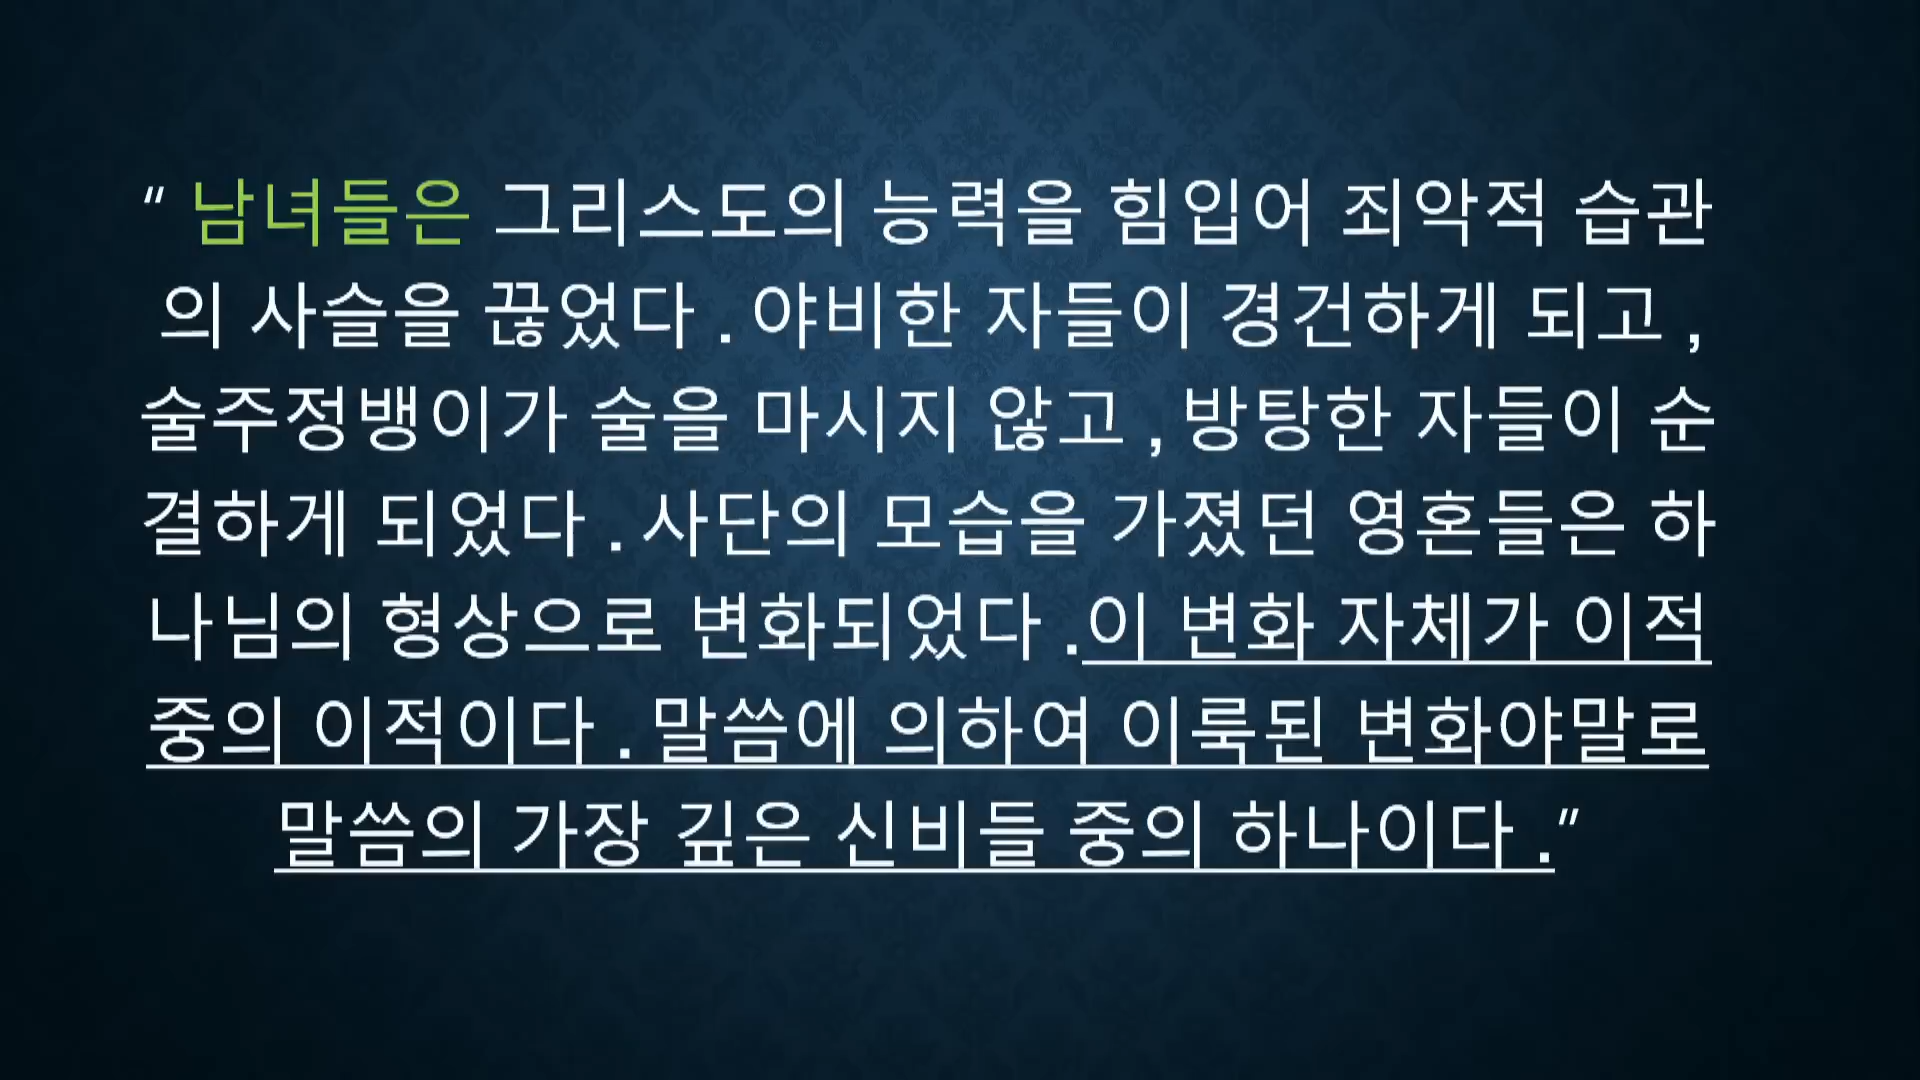 “ 남녀들은 그리스도의 능력을 힘입어 죄악적 습관
의 사슬을 끊었다 . 야비한 자들이 경건하게 되고 ,
술주정뱅이가 술을 마시지 않고 , 방탕한 자들이 순
결하게 되었다 . 사단의 모습을 가졌던 영혼들은 하
나님의 형상으로 변화되었다 .이 변화 자체가 이적
중의 이적이다 . 말씀에 의하여 이룩된 변화야말로
말씀의 가장 깊은 신비들 중의 하나이다 .”